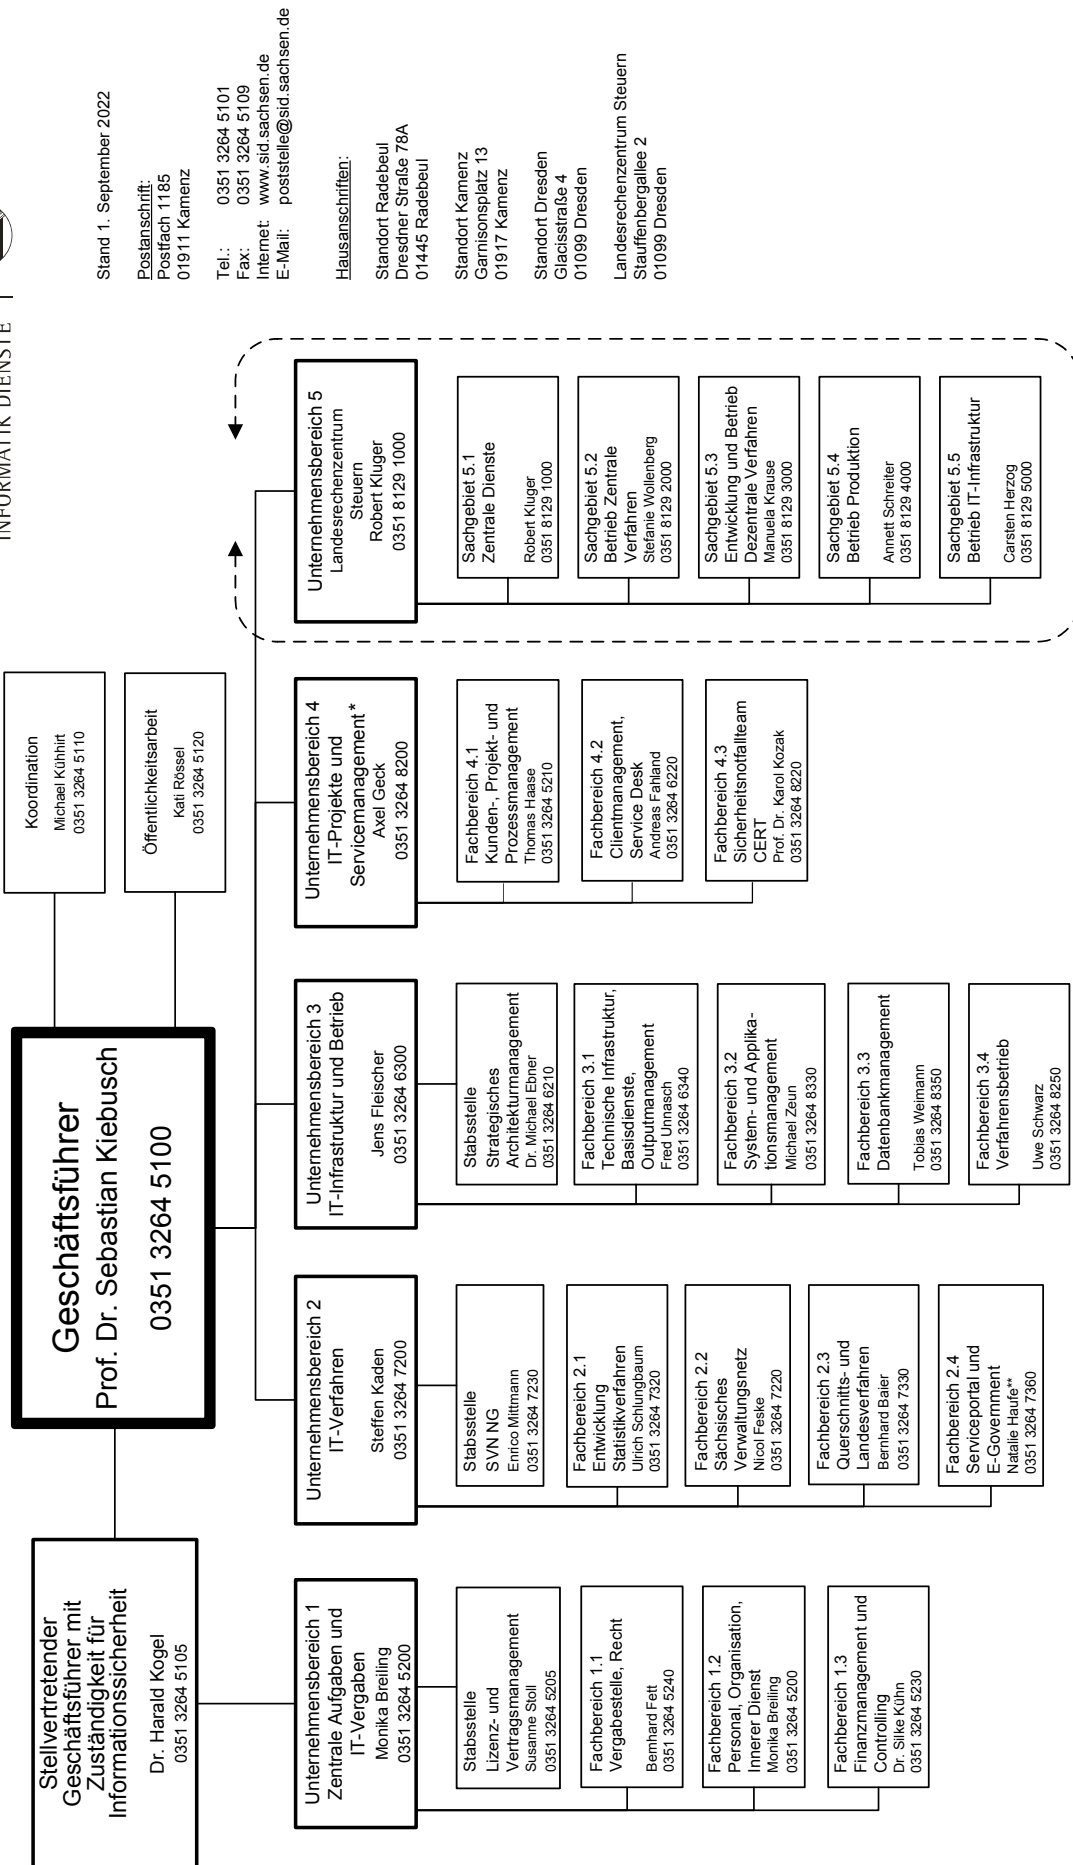 INFORMATIK DIENSTE
Stand 1. September 2022
Postanschrift:
Postfach 1185
01911 Kamenz
Tel.: 0351 3264 5101
Fax: 0351 3264 5109
Internet: www.sid.sachsen.de
E-Mail: poststelle@sid.sachsen.de
Hausanschriften:
Standort Radebeul
Dresdner Straße 78A
01445 Radebeul
Standort Kamenz
Garnisonsplatz 13
01917 Kamenz
Standort Dresden
Glacisstraße 4
01099 Dresden
Landesrechenzentrum Steuern
Stauffenbergallee 2
01099 Dresden
Stellvertretender
Geschäftsführer mit
Zuständigkeit für
Informationssicherheit
Dr. Harald Kogel
0351 3264 5105
Geschäftsführer
Prof. Dr. Sebastian Kiebusch
0351 3264 5100
Koordination
Michael Kühhirt
0351 3264 5110
Öffentlichkeitsarbeit
Kati Rössel
0351 3264 5120
Unternehmensbereich 1
Zentrale Aufgaben und
IT-Vergaben
Monika Breiling
0351 3264 5200
Stabsstelle
Lizenz- und
Vertragsmanagement
Susanne Stoll
0351 3264 5205
Fachbereich 1.1
Vergabestelle, Recht
Bernhard Fett
0351 3264 5240
Fachbereich 1.2
Personal, Organisation,
Innerer Dienst
Monika Breiling
0351 3264 5200
Fachbereich 1.3
Finanzmanagement und
Controlling
Dr. Silke Kühn
0351 3264 5230
Unternehmensbereich 2
IT-Verfahren
Steffen Kaden
0351 3264 7200
Stabsstelle
SVN NG
Enrico Mittmann
0351 3264 7230
Fachbereich 2.1
Entwicklung
Statistikverfahren
Ulrich Schlungbaum
0351 3264 7320
Fachbereich 2.2
Sächsisches
Verwaltungsnetz
Nicol Feske
0351 3264 7220
Fachbereich 2.3
Querschnitts- und
Landesverfahren
Bernhard Baier
0351 3264 7330
Fachbereich 2.4
Serviceportal und
E-Government
Natalie Haufe**
0351 3264 7360
Unternehmensbereich 3
IT-Infrastruktur und Betrieb
Jens Fleischer
0351 3264 6300
Stabsstelle
Strategisches
Architekturmanagement
Dr. Michael Ebner
0351 3264 6210
Fachbereich 3.1
Technische Infrastruktur,
Basisdienste,
Outputmanagement
Fred Unnasch
0351 3264 6340
Fachbereich 3.2
System- und Applika-
tionsmanagement
Michael Zeun
0351 3264 8330
Fachbereich 3.3
Datenbankmanagement
Tobias Weimann
0351 3264 8350
Fachbereich 3.4
Verfahrensbetrieb
Uwe Schwarz
0351 3264 8250
Unternehmensbereich 4
IT-Projekte und
Servicemanagement*
Axel Geck
0351 3264 8200
Fachbereich 4.1
Kunden-, Projekt- und
Prozessmanagement
Thomas Haase
0351 3264 5210
Fachbereich 4.2
Clientmanagement,
Service Desk
Andreas Fahland
0351 3264 6220
Fachbereich 4.3
Sicherheitsnotfallteam
CERT
Prof. Dr. Karol Kozak
0351 3264 8220
Unternehmensbereich 5
Landesrechenzentrum
Steuern
Robert Kluger
0351 8129 1000
Sachgebiet 5.1
Zentrale Dienste
Robert Kluger
0351 8129 1000
Sachgebiet 5.2
Betrieb Zentrale
Verfahren
Stefanie Wollenberg
0351 8129 2000
Sachgebiet 5.3
Entwicklung und Betrieb
Dezentrale Verfahren
Manuela Krause
0351 8129 3000
Sachgebiet 5.4
Betrieb Produktion
Annett Schreiter
0351 8129 4000
Sachgebiet 5.5
Betrieb IT-Infrastruktur
Carsten Herzog
0351 8129 5000